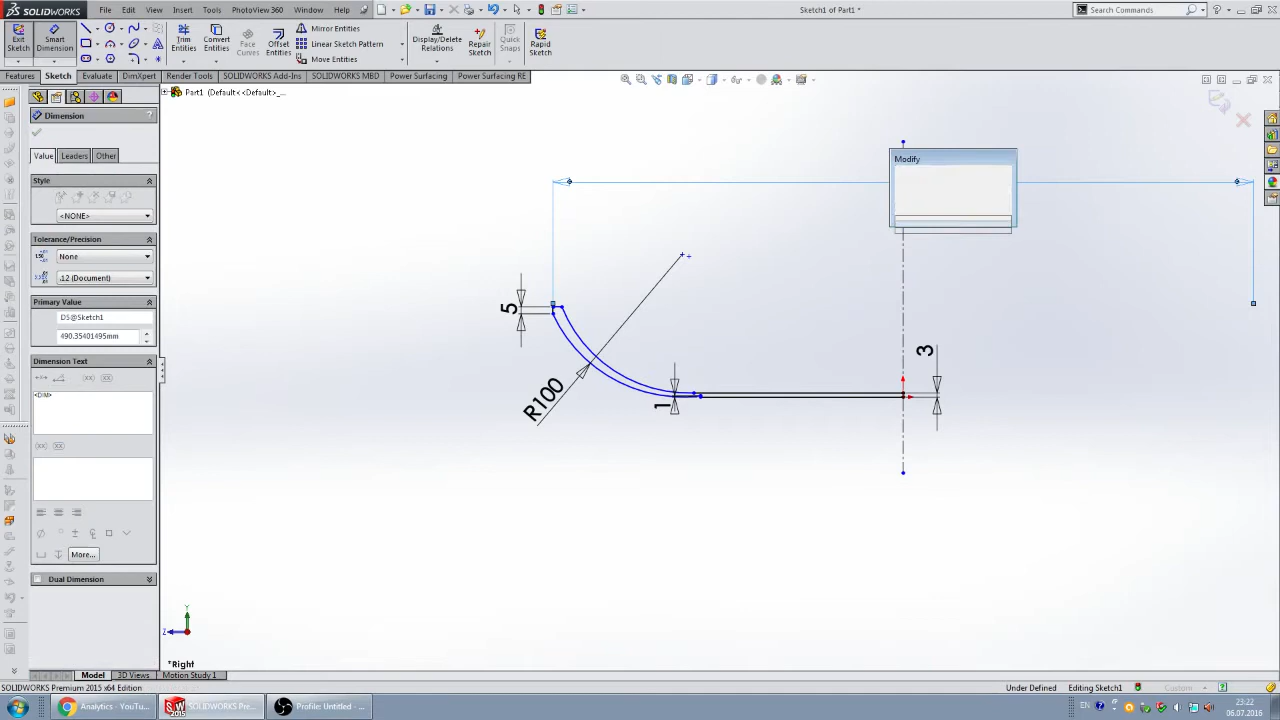 SOLIDWORKS
File Edit View Insert Tools PhotoView 360 Window Help
Sketch1 of Part1 *
Search Commands
Exit Sketch
Smart Dimension
Trim Entities
Convert Entities
Face Curves
Offset Entities
Mirror Entities
Linear Sketch Pattern
Move Entities
Display/Delete Relations
Repair Sketch
Quick Snaps
Rapid Sketch
Features Sketch Evaluate DimXpert Render Tools SOLIDWORKS Add-Ins SOLIDWORKS MBD Power Surfacing Power Surfacing RE
Part1 (Default<<Default>_...
Dimension
?
Value Leaders Other
Style
<NONE>
Tolerance/Precision
None
.12 (Document)
Primary Value
D5@Sketch1
490.35401495mm
Dimension Text
<DIM>
More...
Dual Dimension
Modify
5
R100
1
3
Y
Z
*Right
Model 3D Views Motion Study 1
SOLIDWORKS Premium 2015 x64 Edition
Under Defined Editing Sketch1 Custom
Analytics - YouTu...
SOLIDWORKS Pre...
Profile: Untitled - ...
EN
23:22
06.07.2016